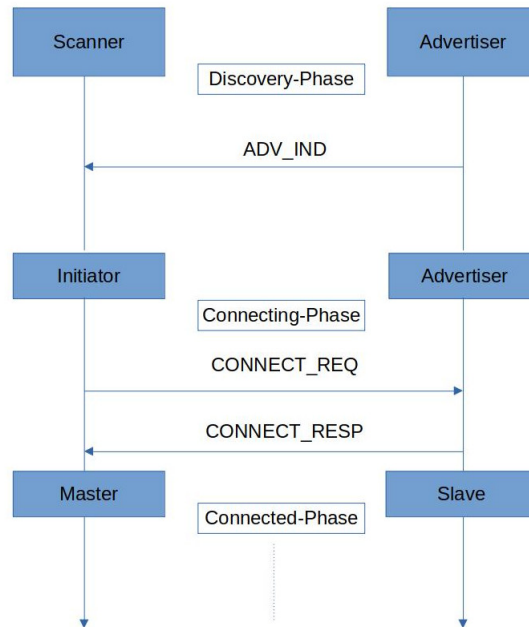 Scanner
Advertiser
Discovery-Phase
ADV_IND
Initiator
Advertiser
Connecting-Phase
CONNECT_REQ
CONNECT_RESP
Master
Slave
Connected-Phase